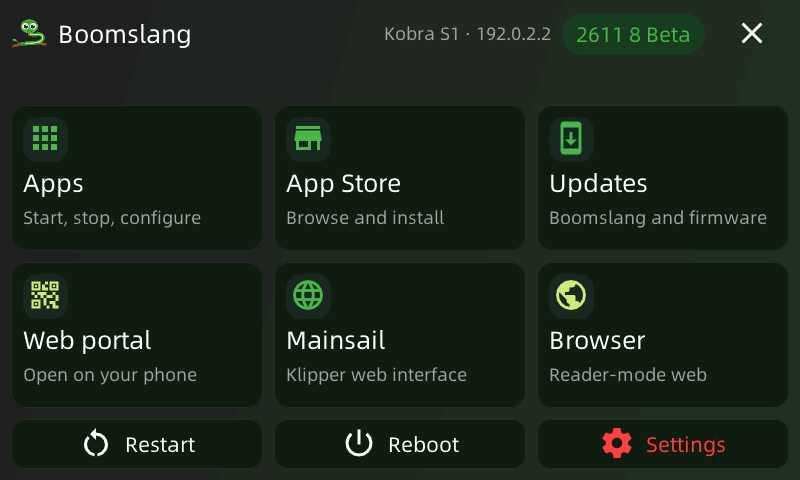 Boomslang
Kobra S1 · 192.0.2.2
2611 8 Beta
Apps
Start, stop, configure
App Store
Browse and install
Updates
Boomslang and firmware
Web portal
Open on your phone
Mainsail
Klipper web interface
Browser
Reader-mode web
Restart
Reboot
Settings